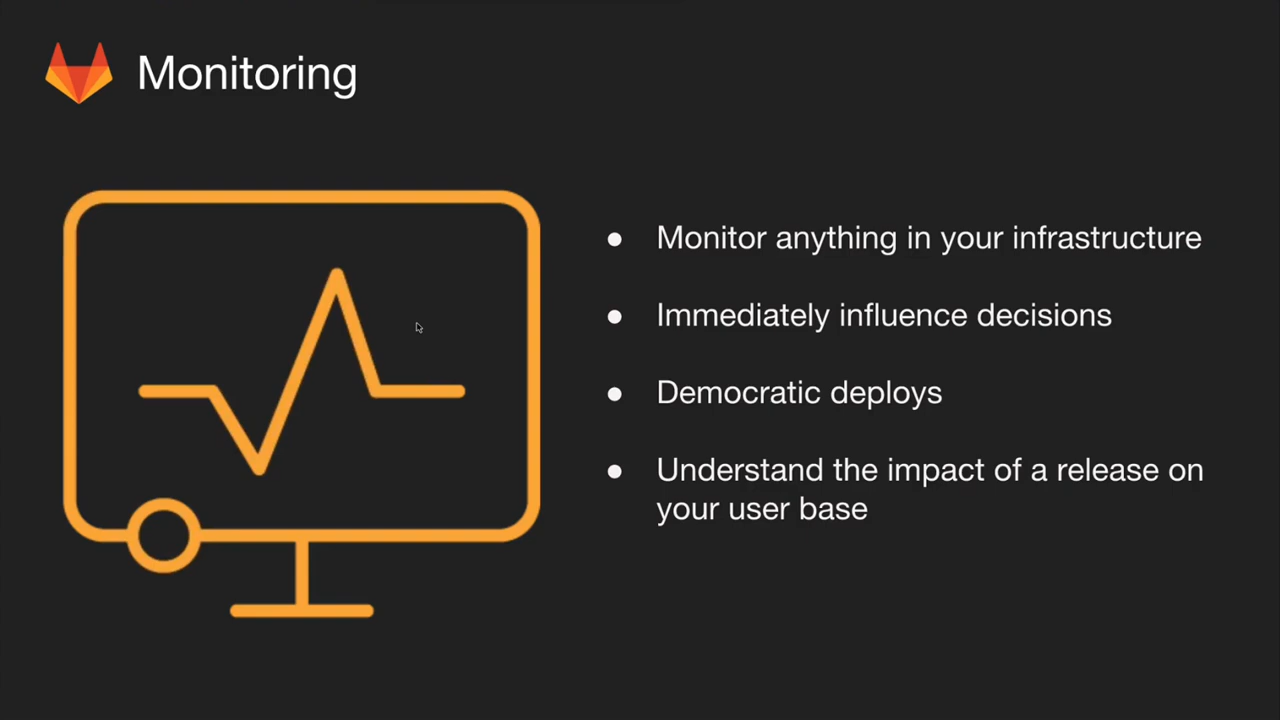 Monitoring
● Monitor anything in your infrastructure
● Immediately influence decisions
● Democratic deploys
● Understand the impact of a release on
your user base